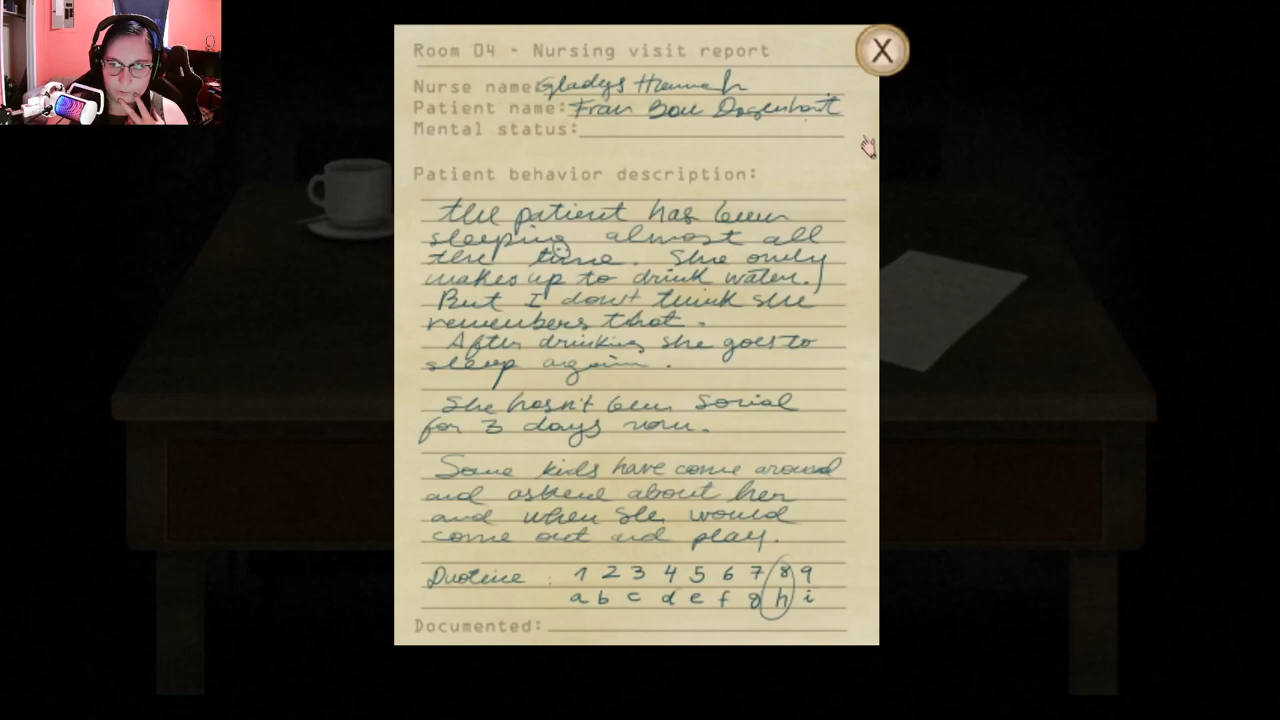 X
Room 04 - Nursing visit report
Nurse name: Gladys
Patient name: Fran Bow Dagenhart
Mental status:
Patient behavior description:
the patient has been
sleeping almost all
the time. She only
wakes up to drink water.
But I don't think she
remembers that.
After drinking she goes to
sleep again.
She hasn't been social
for 3 days now.
Some kids have come around
and asked about her
and when she would
come out and play.
Duotine : 1 2 3 4 5 6 7 8 9
a b c d e f g h i
Documented: